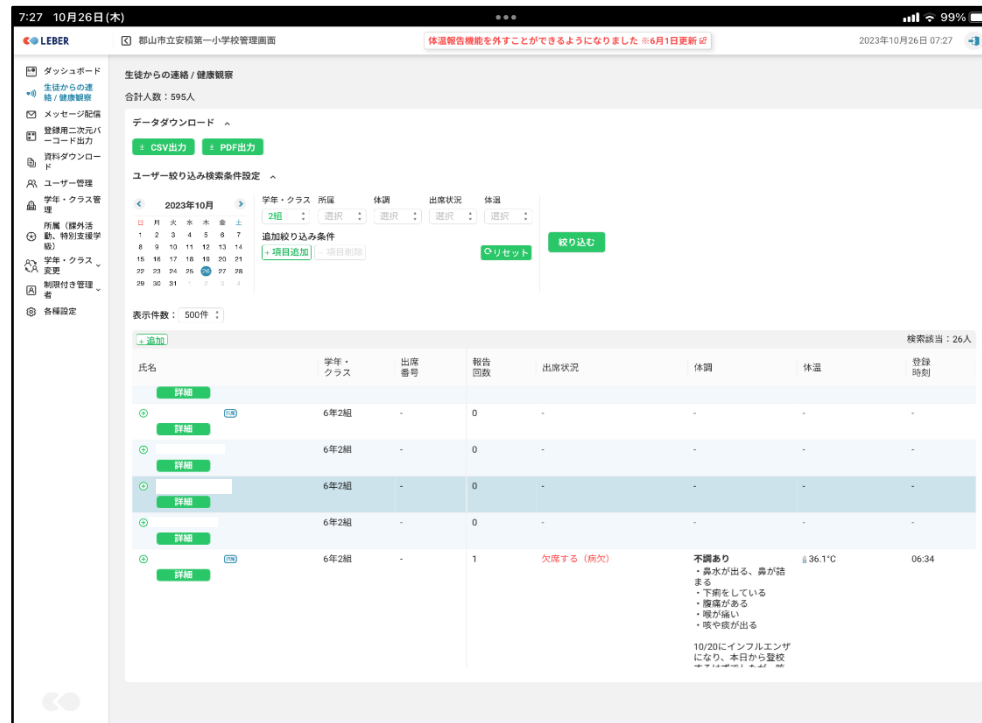 7:27 10月26日(木)
99%
LEBER
郡山市立安積第一小学校管理画面
体温報告機能を外すことができるようになりました ※6月1日更新
2023年10月26日 07:27
ダッシュボード
生徒からの連
絡 / 健康観察
メッセージ配信
登録用二次元バ
ーコード出力
資料ダウンロー
ド
ユーザー管理
学年・クラス管
理
所属（課外活
動、特別支援学
級）
学年・クラス
変更
制限付き管理
者
各種設定
生徒からの連絡 / 健康観察
合計人数：595人
データダウンロード
CSV出力 PDF出力
ユーザー絞り込み検索条件設定
2023年10月
日 月 火 水 木 金 土
1 2 3 4 5 6 7
8 9 10 11 12 13 14
15 16 17 18 19 20 21
22 23 24 25 26 27 28
29 30 31 1 2 3 4
学年・クラス 所属 体調 出席状況 体温
2組 選択 選択 選択 選択
追加絞り込み条件
+ 項目追加 - 項目削除 リセット
絞り込む
表示件数： 500件
+ 追加 検索該当：26人
氏名 学年・クラス 出席番号 報告回数 出席状況 体調 体温 登録時刻
詳細
6年2組 - 0 - - - -
詳細
6年2組 - 0 - - - -
詳細
6年2組 - 0 - - - -
詳細
6年2組 - 0 - - - -
詳細
6年2組 - 1 欠席する（病欠） 不調あり 36.1°C 06:34
詳細
・鼻水が出る、鼻が詰
まる
・下痢をしている
・腹痛がある
・喉が痛い
・咳や痰が出る
10/20にインフルエンザ
になり、本日から登校